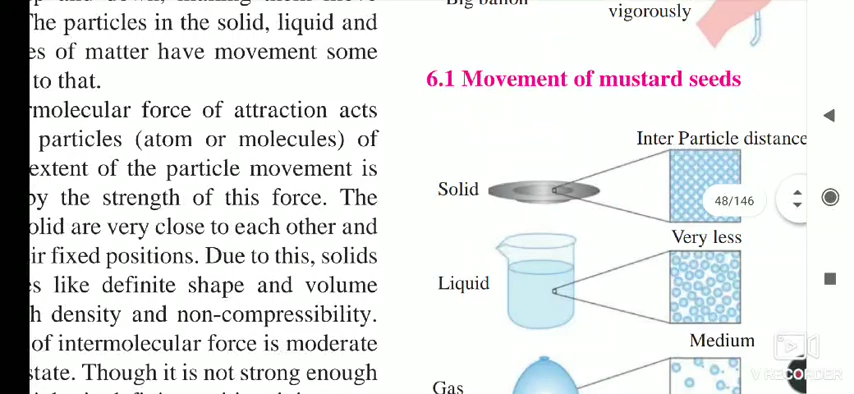 The particles in the solid, liquid and
es of matter have movement some
to that.
rmolecular force of attraction acts
particles (atom or molecules) of
extent of the particle movement is
by the strength of this force. The
olid are very close to each other and
ir fixed positions. Due to this, solids
es like definite shape and volume
h density and non-compressibility.
of intermolecular force is moderate
state. Though it is not strong enough
vigorously
6.1 Movement of mustard seeds
Inter Particle distance
Solid
48/146
Very less
Liquid
Medium
Gas
V RECORDER